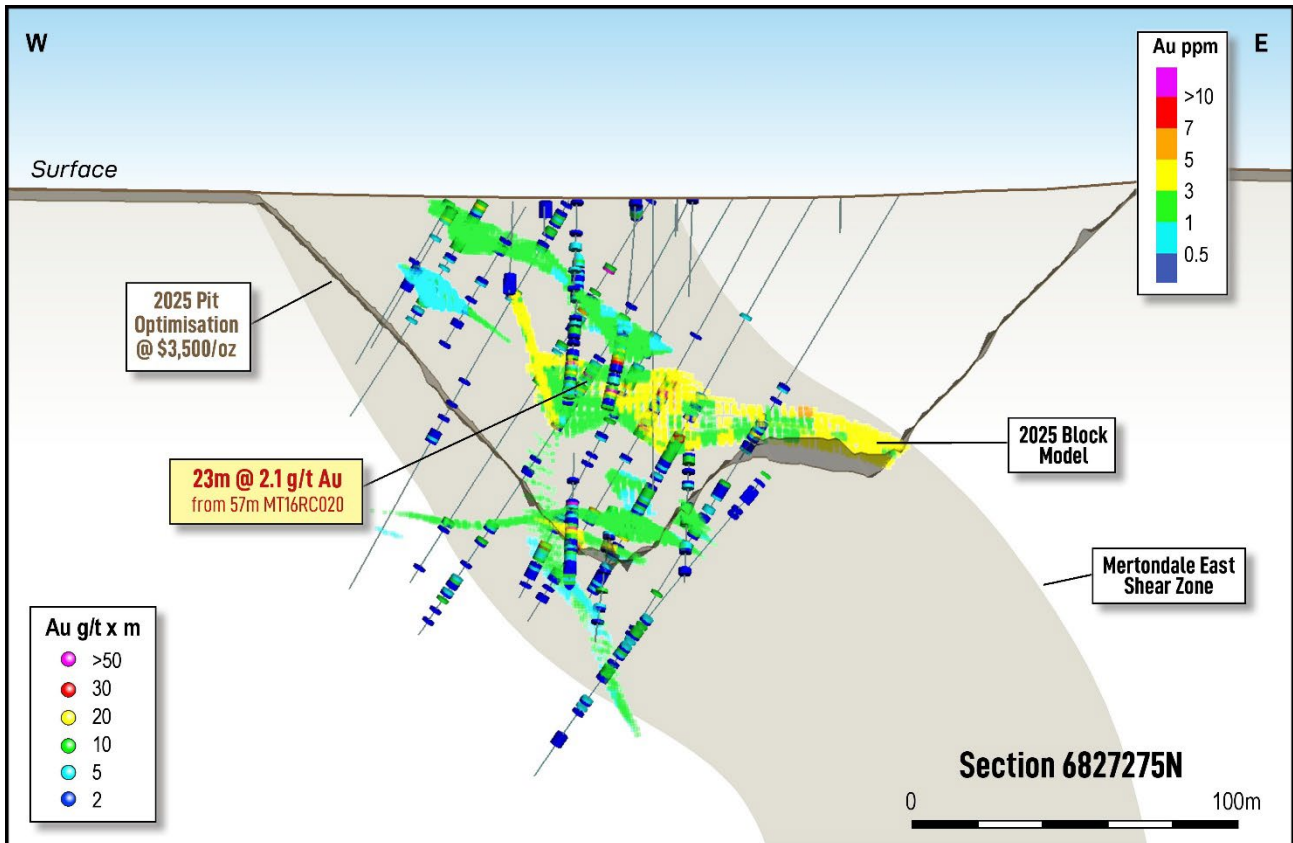 W
E
Au ppm
>10
7
5
3
1
0.5
Surface
2025 Pit
Optimisation
@ $3,500/oz
23m @ 2.1 g/t Au
from 57m MT16RC020
2025 Block
Model
Mertondale East
Shear Zone
Au g/t x m
>50
30
20
10
5
2
Section 6827275N
0
100m